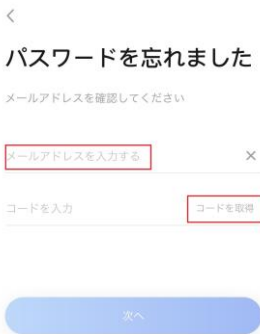 パスワードを忘れました
メールアドレスを確認してください
メールアドレスを入力する
コードを入力 コードを取得
次へ